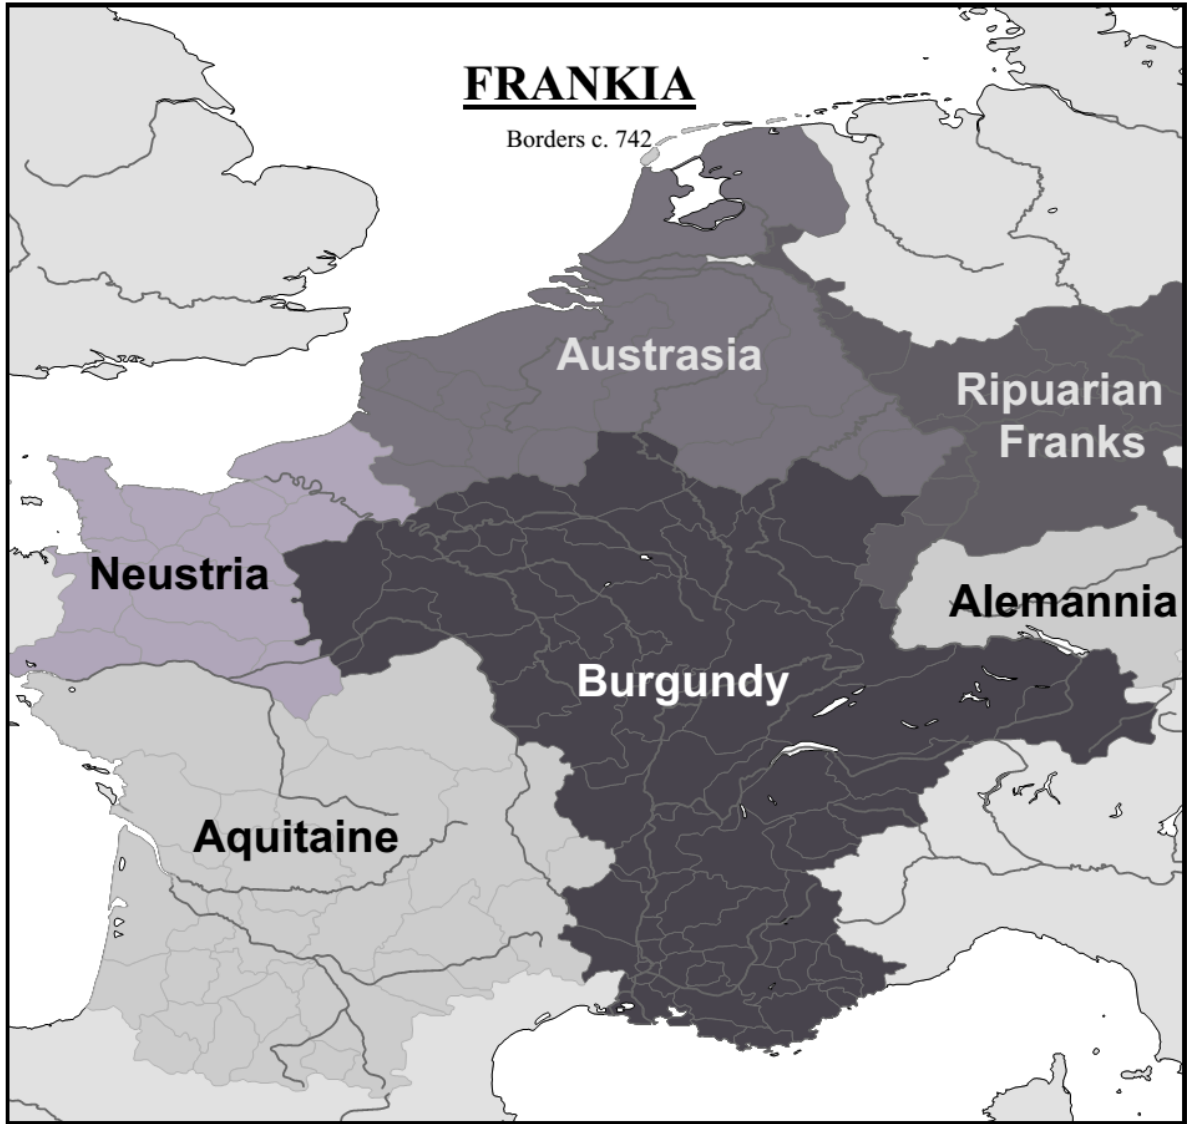 FRANKIA
Borders c. 742
Austrasia
Ripuarian
Franks
Neustria
Alemannia
Burgundy
Aquitaine